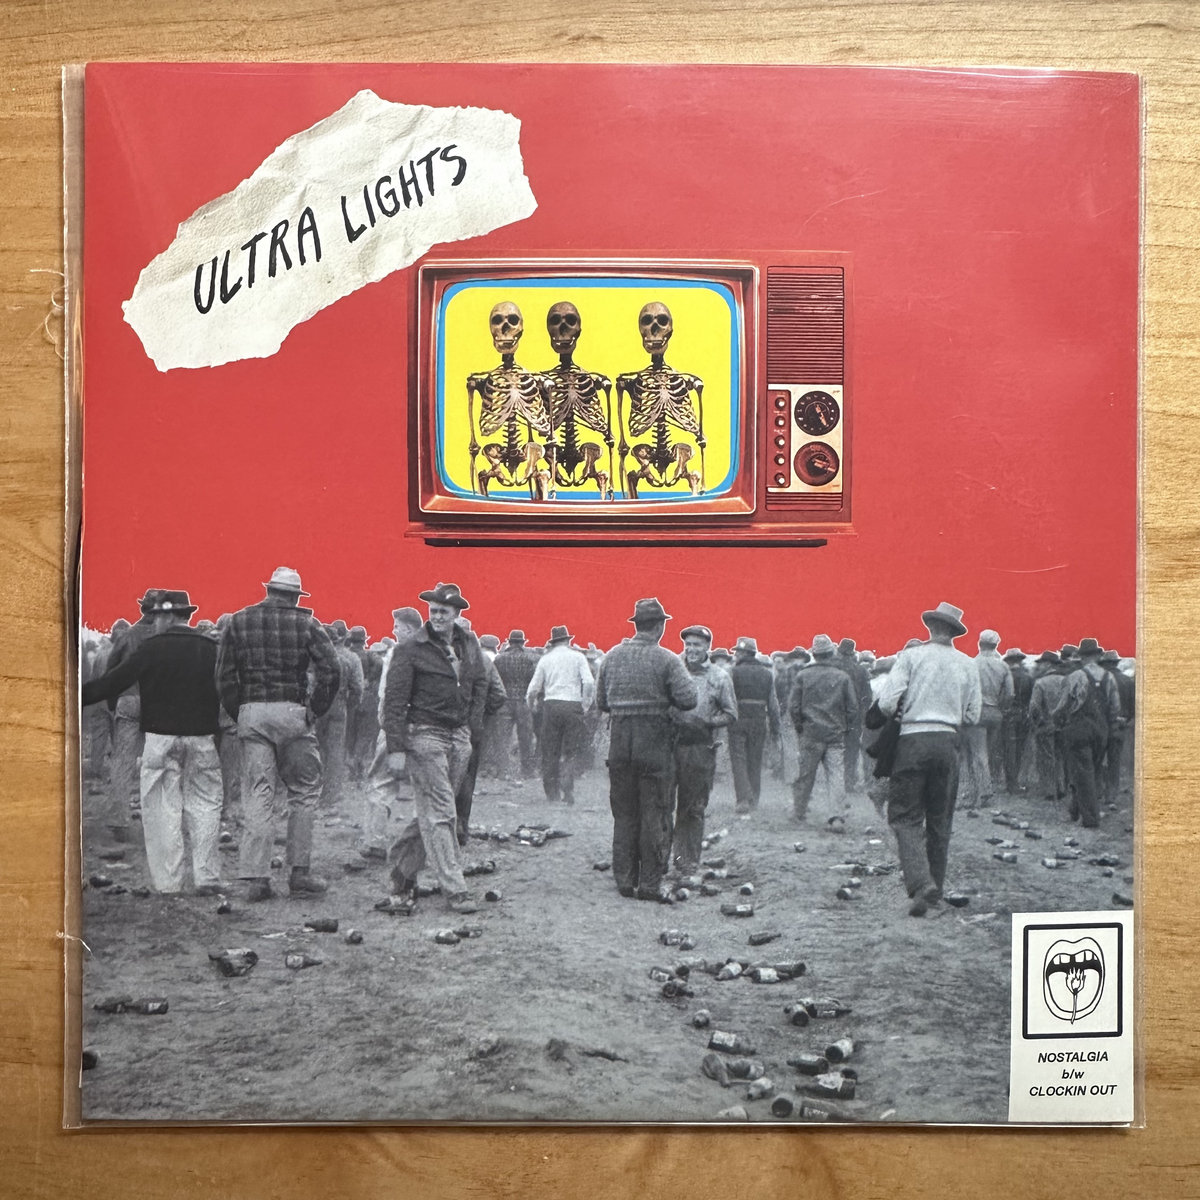 ULTRA LIGHTS
NOSTALGIA
b/w
CLOCKIN OUT